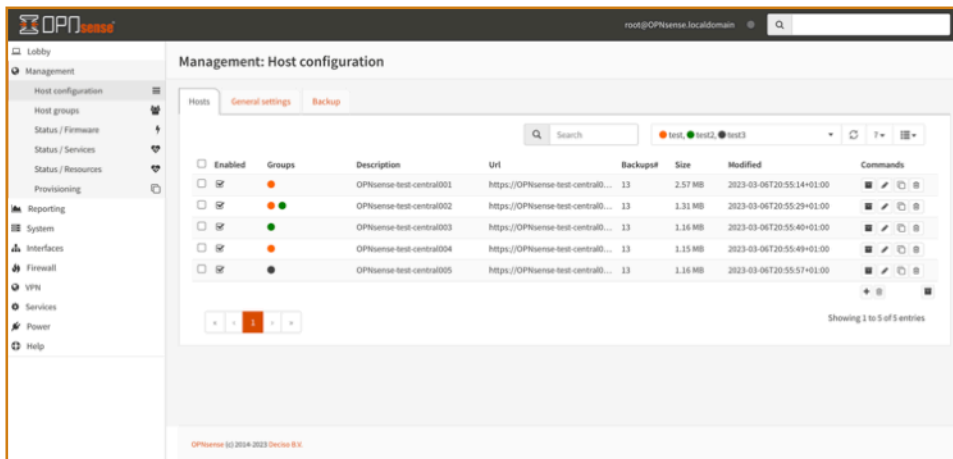 OPNsense
root@OPNsense.localdomain
Lobby
Management
Host configuration
Host groups
Status / Firmware
Status / Services
Status / Resources
Provisioning
Reporting
System
Interfaces
Firewall
VPN
Services
Power
Help
Management: Host configuration
Hosts General settings Backup
Search test, test2, test3 7
Enabled Groups Description Url Backups# Size Modified Commands
OPNsense-test-central001 https://OPNsense-test-central0... 13 2.57 MB 2023-03-06T20:55:14+01:00
OPNsense-test-central002 https://OPNsense-test-central0... 13 1.31 MB 2023-03-06T20:55:29+01:00
OPNsense-test-central003 https://OPNsense-test-central0... 13 1.16 MB 2023-03-06T20:55:40+01:00
OPNsense-test-central004 https://OPNsense-test-central0... 13 1.15 MB 2023-03-06T20:55:49+01:00
OPNsense-test-central005 https://OPNsense-test-central0... 13 1.16 MB 2023-03-06T20:55:57+01:00
« ‹ 1 › »
Showing 1 to 5 of 5 entries
OPNsense (c) 2014-2023 Deciso B.V.